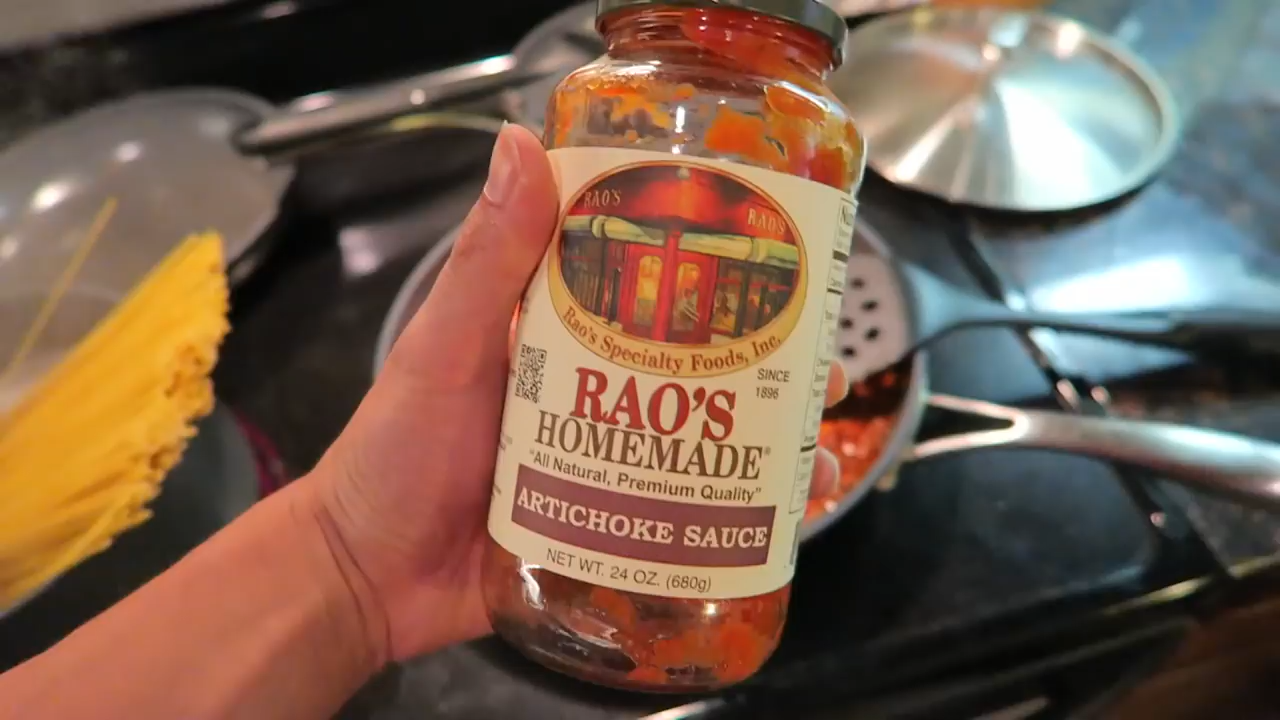 RAO'S
RAO'S
Rao's Specialty Foods, Inc.
SINCE
1896
RAO'S
HOMEMADE®
"All Natural, Premium Quality"
ARTICHOKE SAUCE
NET WT. 24 OZ. (680g)